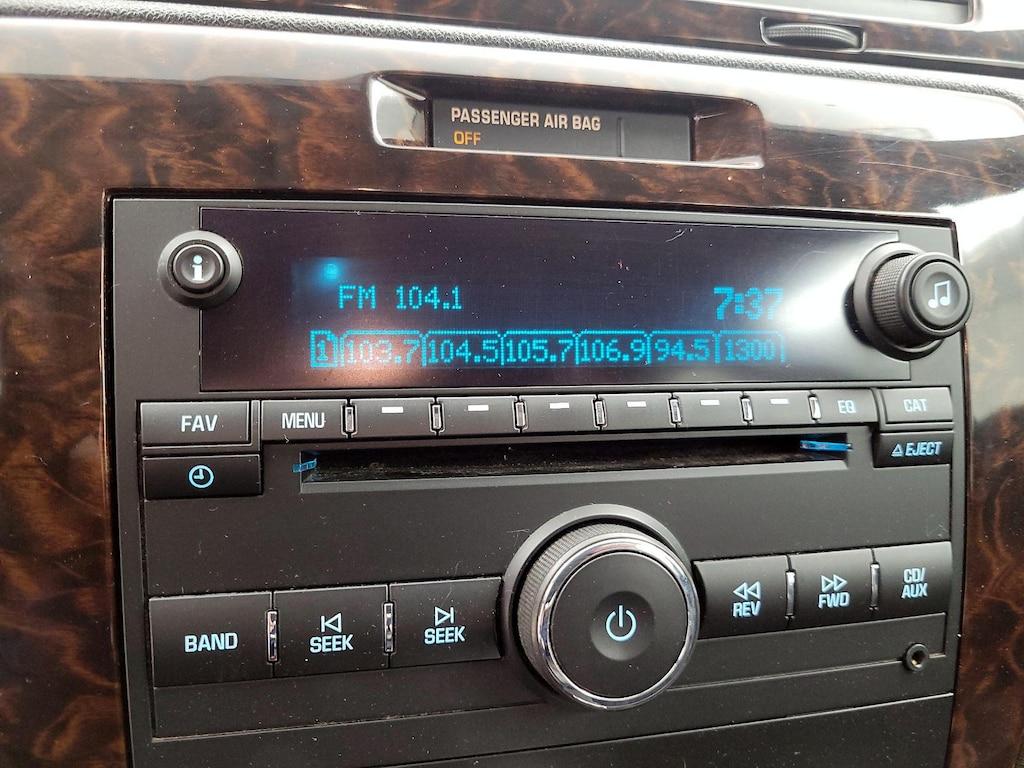 PASSENGER AIR BAG
OFF
i
FM 104.1
7:37
1 103.7 104.5 105.7 106.9 94.5 1300
FAV MENU EQ CAT
EJECT
BAND SEEK SEEK REV FWD CD/
AUX